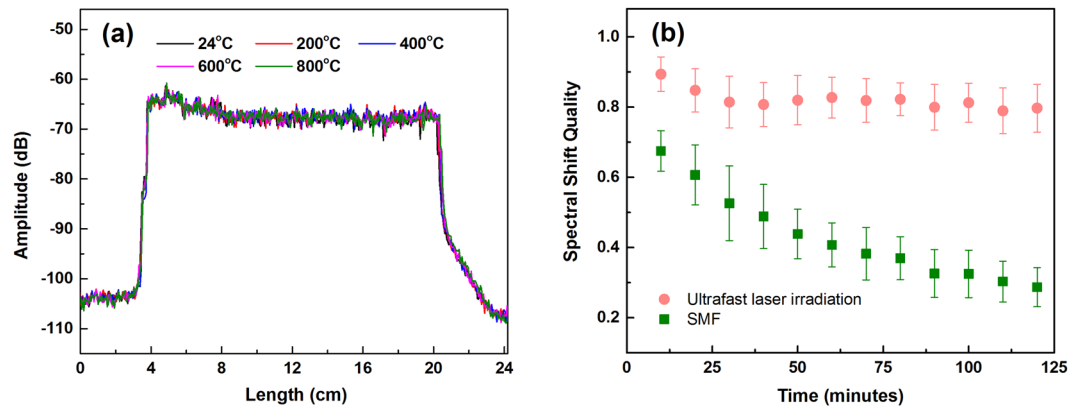 (a)
24°C 200°C 400°C
600°C 800°C
-50
-60
-70
-80
-90
-100
-110
Amplitude (dB)
0 4 8 12 16 20 24
Length (cm)
(b)
1.0
0.8
0.6
0.4
0.2
Spectral Shift Quality
Ultrafast laser irradiation
SMF
0 25 50 75 100 125
Time (minutes)